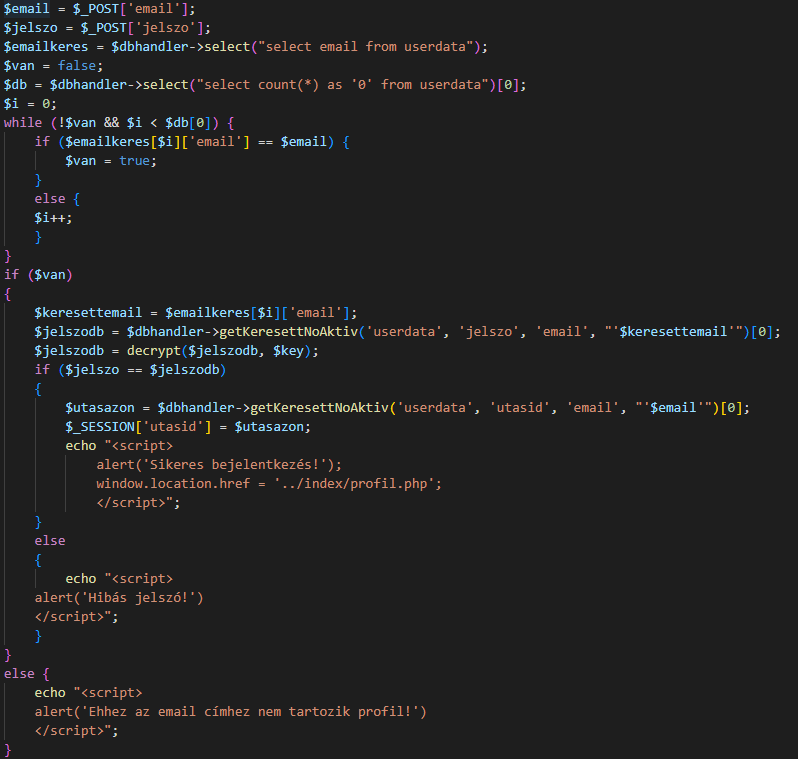 $email = $_POST['email'];
$jelszo = $_POST['jelszo'];
$emailkeres = $dbhandler->select("select email from userdata");
$van = false;
$db = $dbhandler->select("select count(*) as '0' from userdata")[0];
$i = 0;
while (!$van && $i < $db[0]) {
    if ($emailkeres[$i]['email'] == $email) {
        $van = true;
    }
    else {
    $i++;
    }
}
if ($van)
{
    $keresettemail = $emailkeres[$i]['email'];
    $jelszodb = $dbhandler->getKeresettNoAktiv('userdata', 'jelszo', 'email', "'$keresettemail'")[0];
    $jelszodb = decrypt($jelszodb, $key);
    if ($jelszo == $jelszodb)
    {
        $utasazon = $dbhandler->getKeresettNoAktiv('userdata', 'utasid', 'email', "'$email'")[0];
        $_SESSION['utasid'] = $utasazon;
        echo "<script>
            alert('Sikeres bejelentkezés!');
            window.location.href = '../index/profil.php';
            </script>";
    }
    else
    {
        echo "<script>
    alert('Hibás jelszó!')
    </script>";
    }
}
else {
    echo "<script>
    alert('Ehhez az email címhez nem tartozik profil!')
    </script>";
}